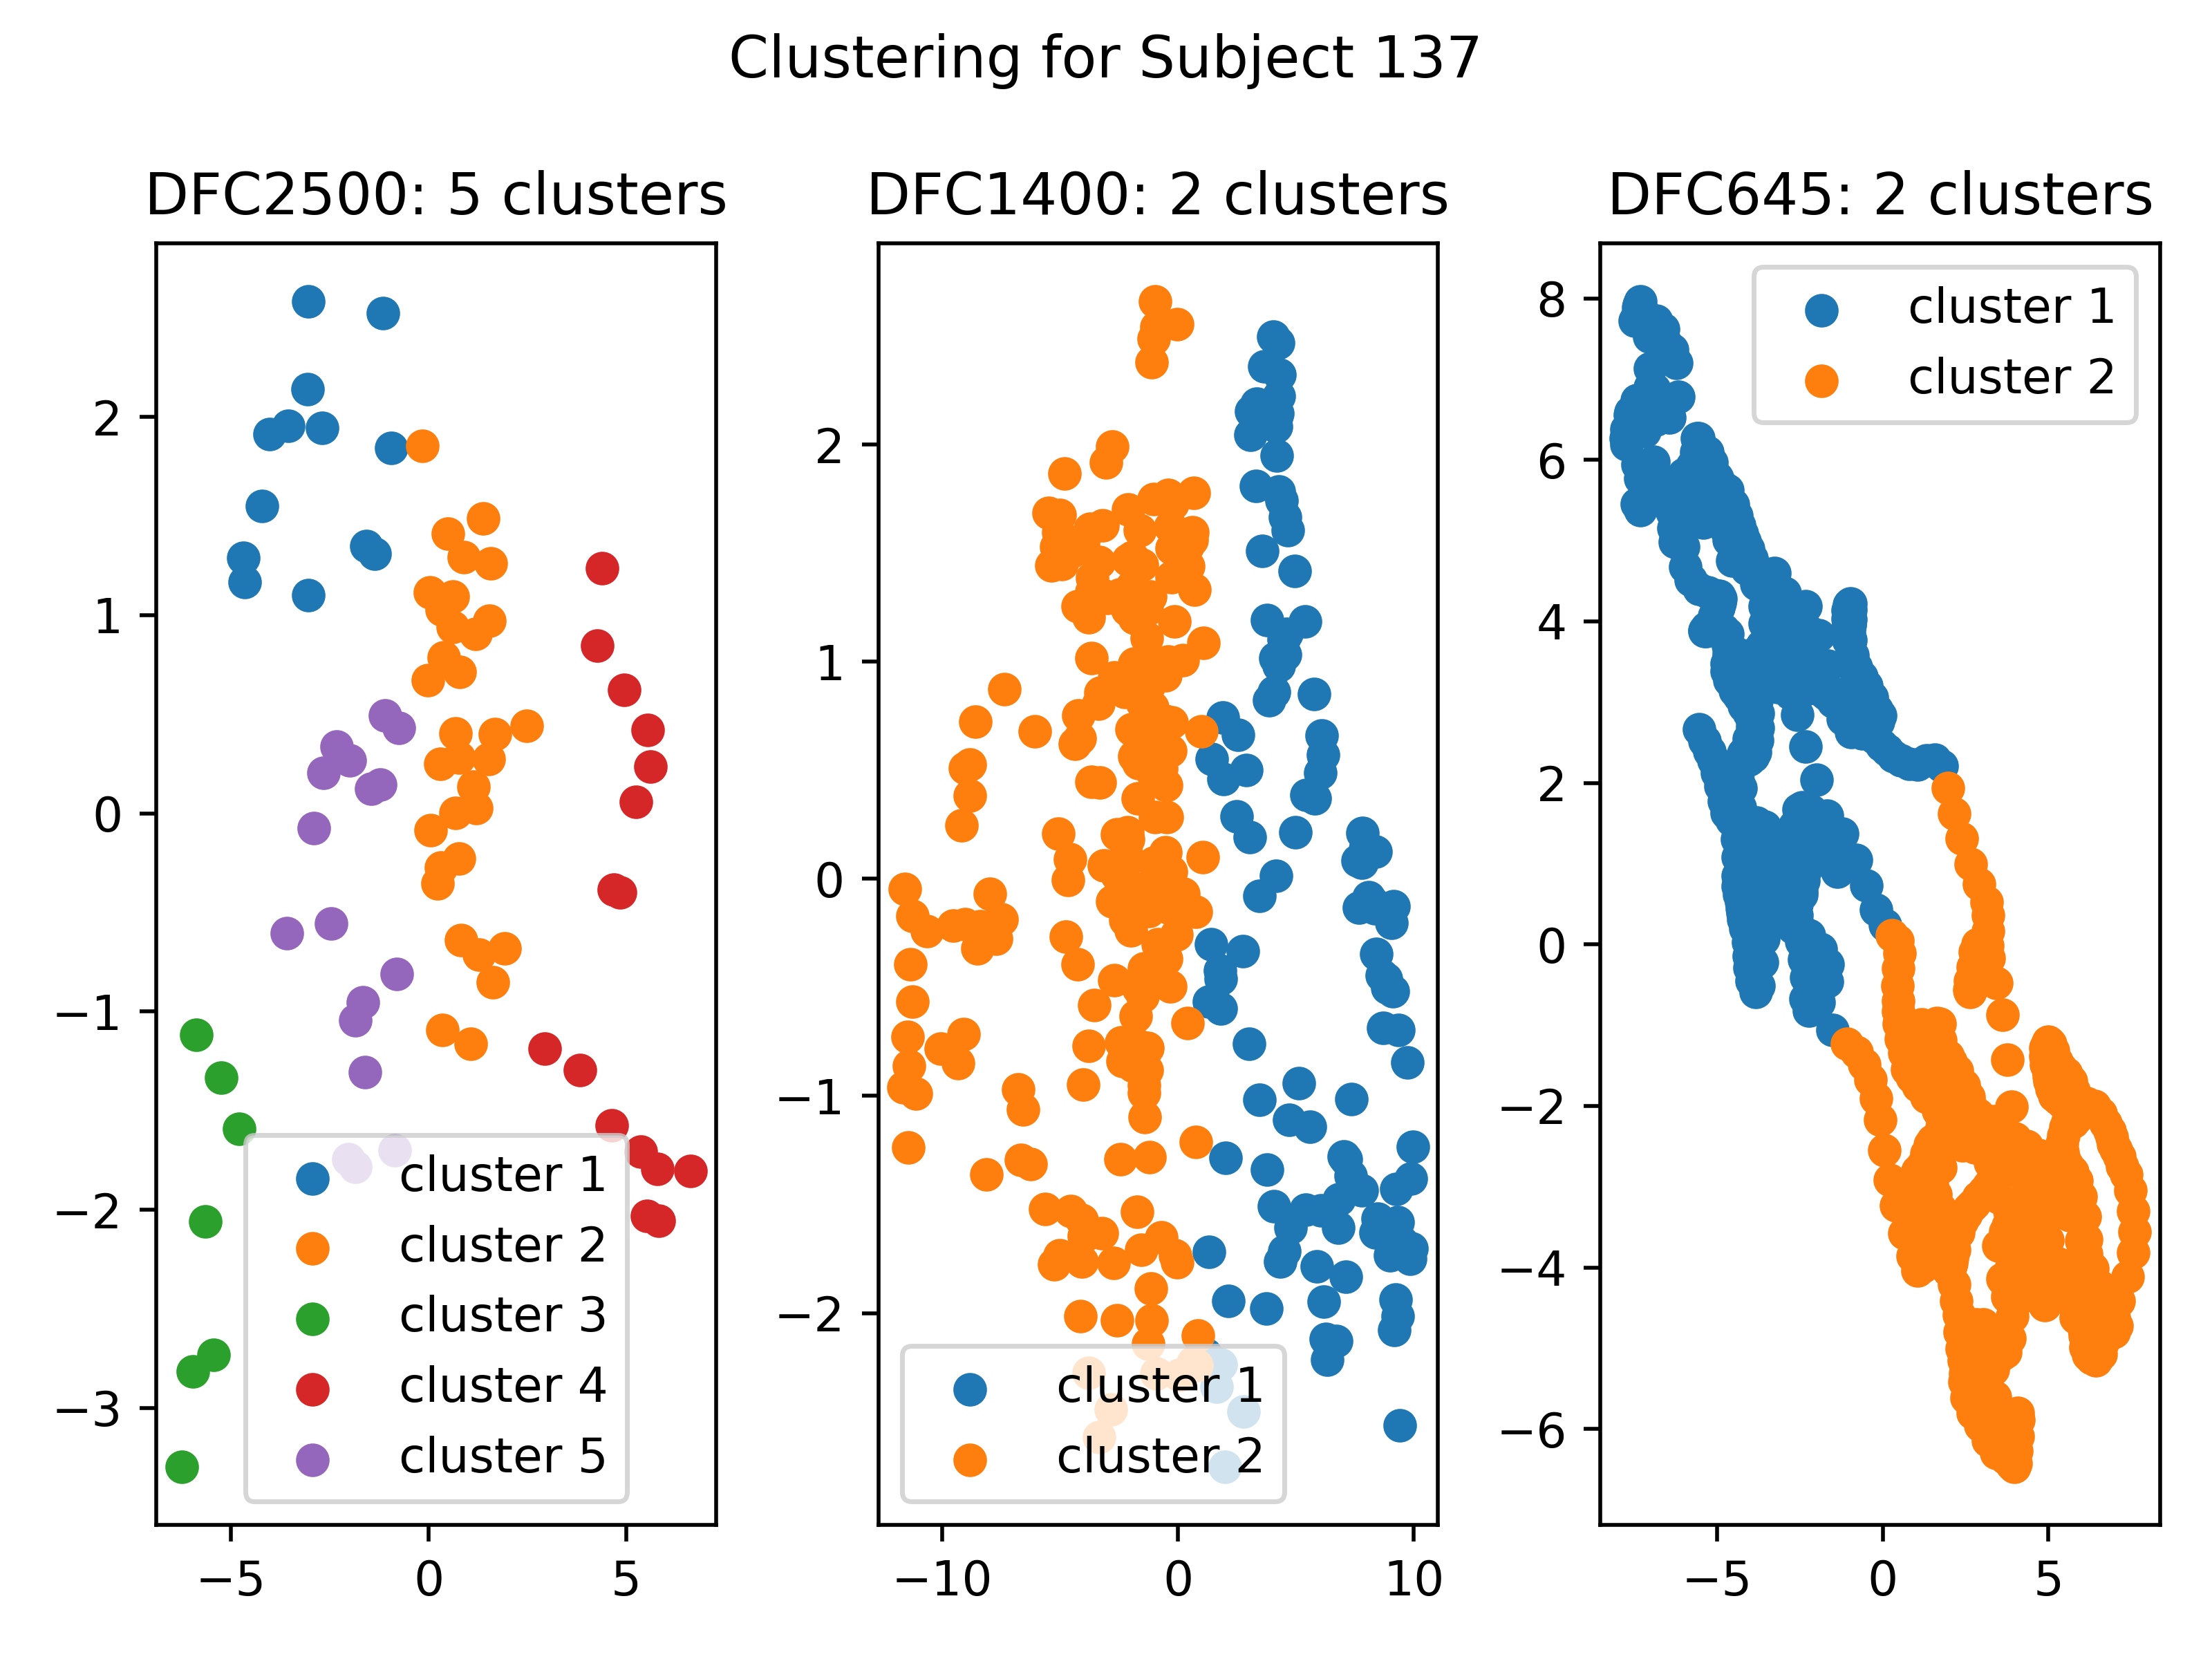 Clustering for Subject 137
DFC2500: 5 clusters
2
1
0
−1
−2
−3
−5
0
5
cluster 1
cluster 2
cluster 3
cluster 4
cluster 5
DFC1400: 2 clusters
2
1
0
−1
−2
−10
0
10
cluster 1
cluster 2
DFC645: 2 clusters
8
6
4
2
0
−2
−4
−6
−5
0
5
cluster 1
cluster 2